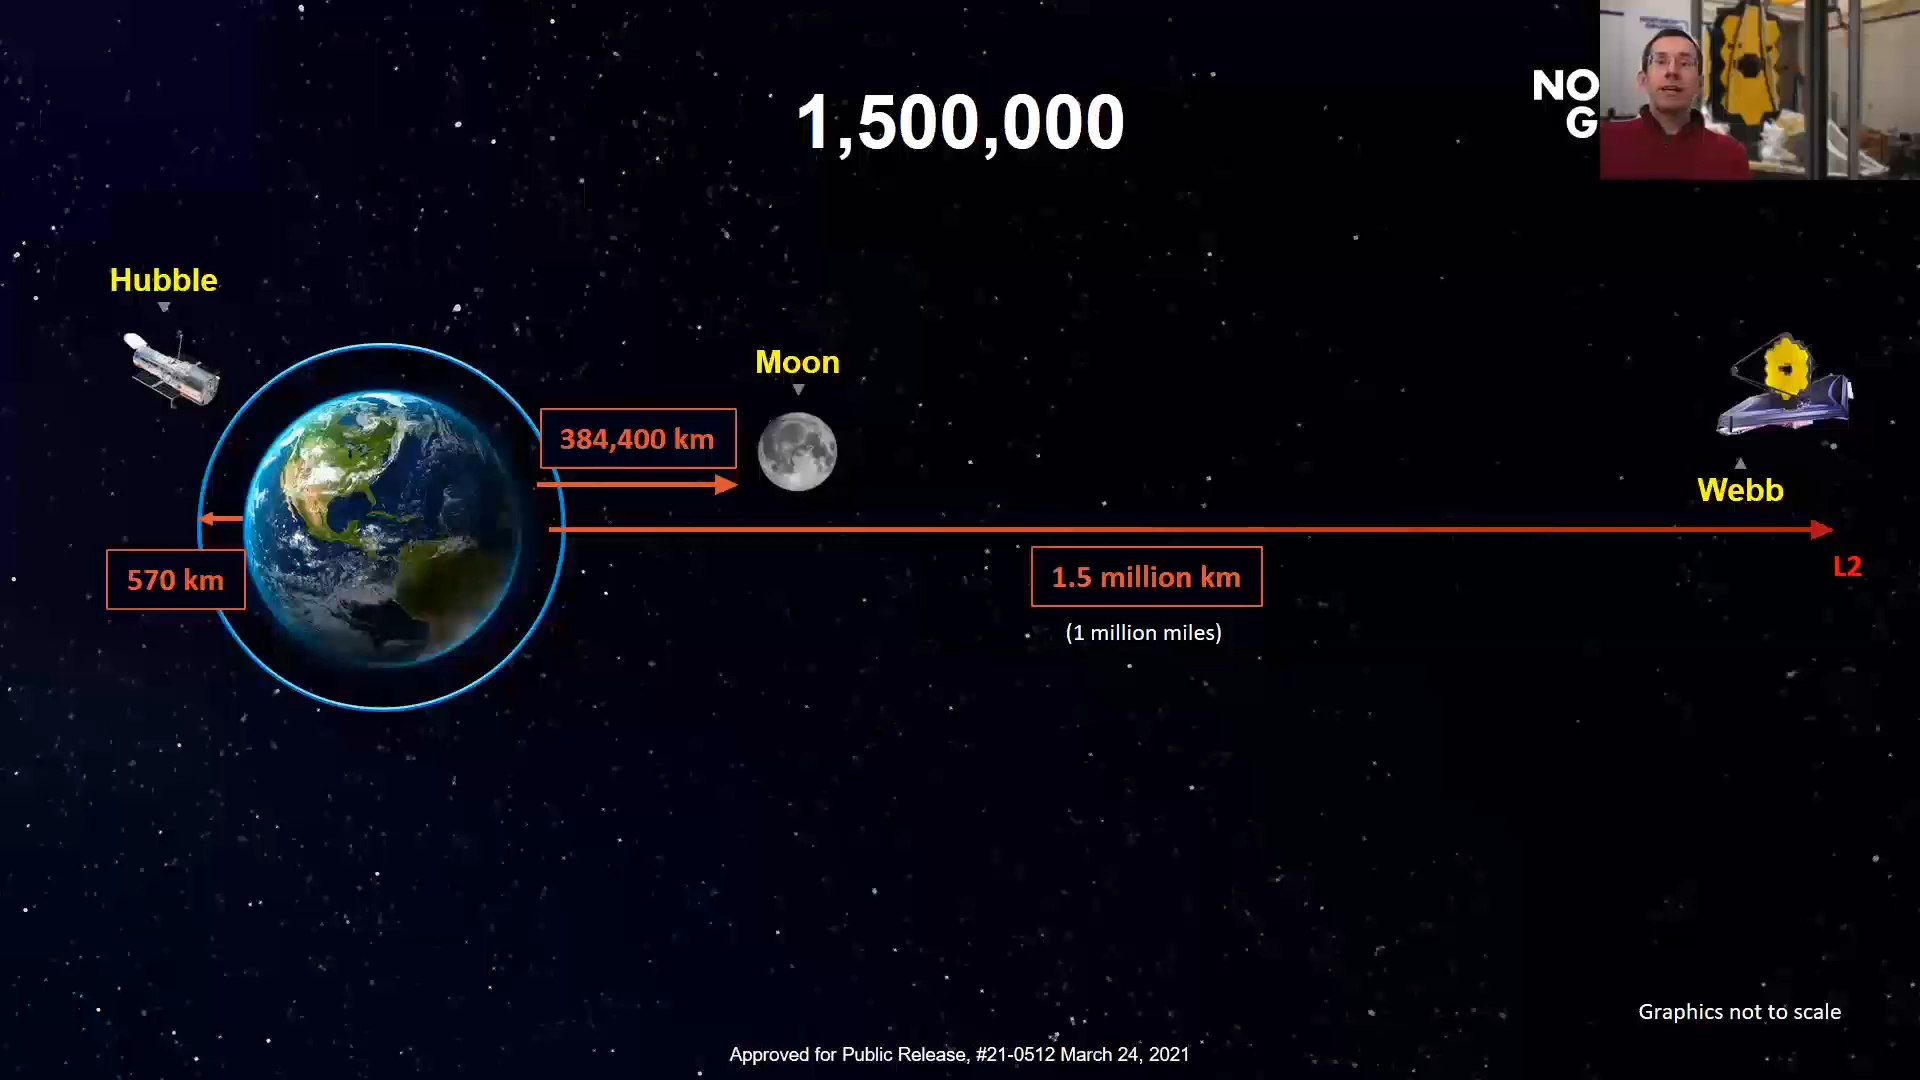 1,500,000
NO
G
Hubble
Moon
384,400 km
Webb
570 km
1.5 million km
L2
(1 million miles)
Graphics not to scale
Approved for Public Release, #21-0512 March 24, 2021